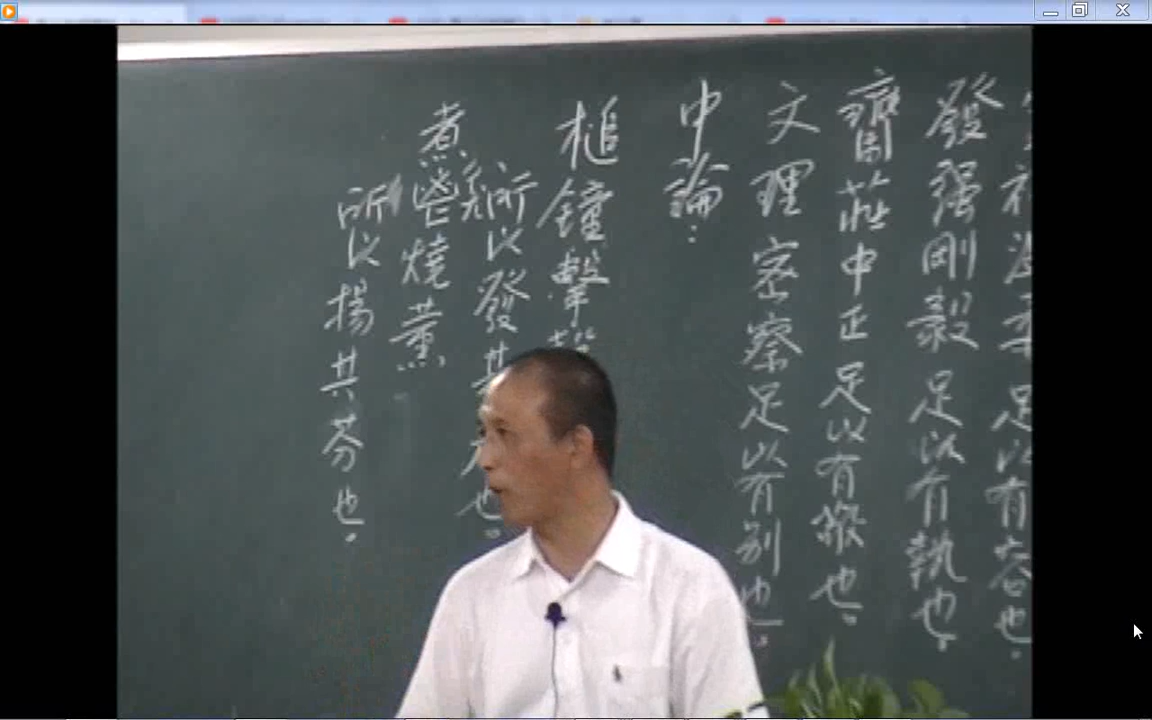 足以有容也。
發强剛毅足以有執也。
齊莊中正足以有敬也。
文理密察足以有別也。
中論：
槌鐘擊
所以發其也。
煮鬯燒薰
所以揚其芬也。